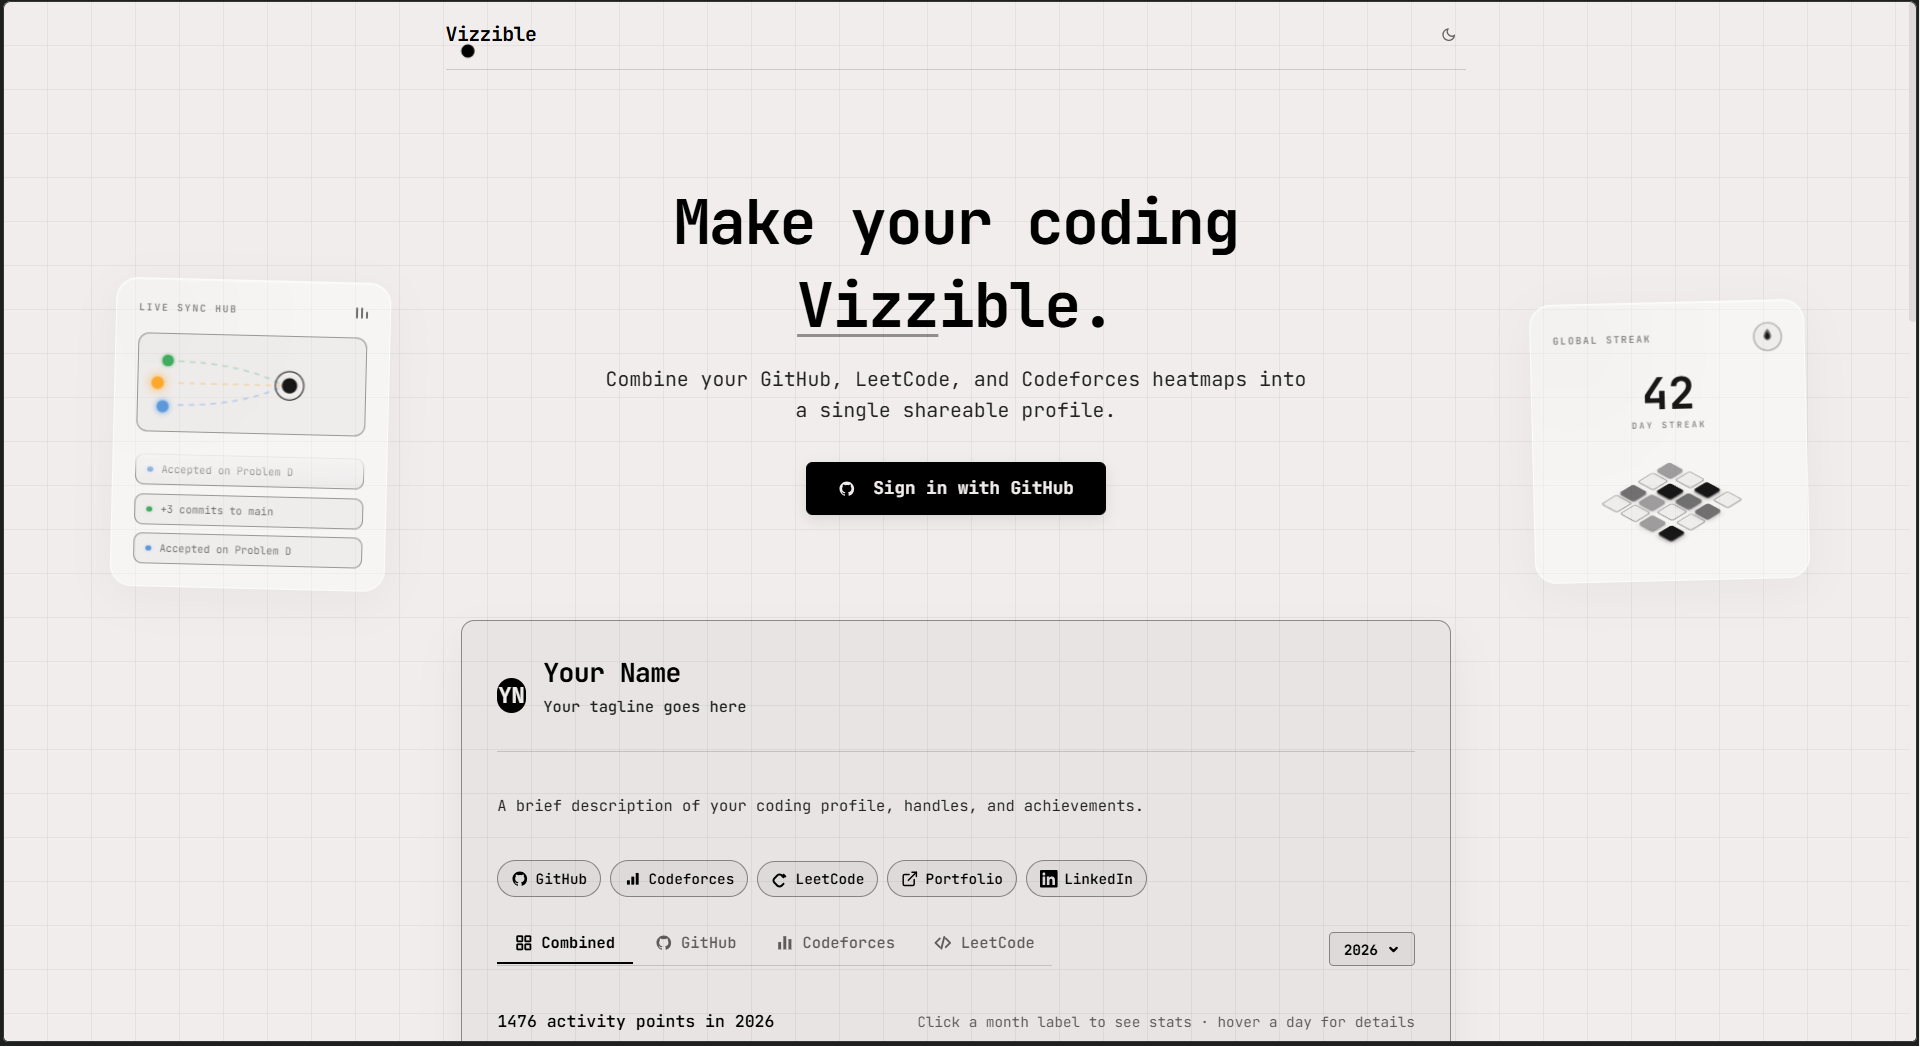 Vizzible
Make your coding
Vizzible.
Combine your GitHub, LeetCode, and Codeforces heatmaps into
a single shareable profile.
Sign in with GitHub
LIVE SYNC HUB
Accepted on Problem D
+3 commits to main
Accepted on Problem D
GLOBAL STREAK
42
DAY STREAK
YN
Your Name
Your tagline goes here
A brief description of your coding profile, handles, and achievements.
GitHub Codeforces LeetCode Portfolio LinkedIn
Combined GitHub Codeforces LeetCode 2026
1476 activity points in 2026 Click a month label to see stats · hover a day for details